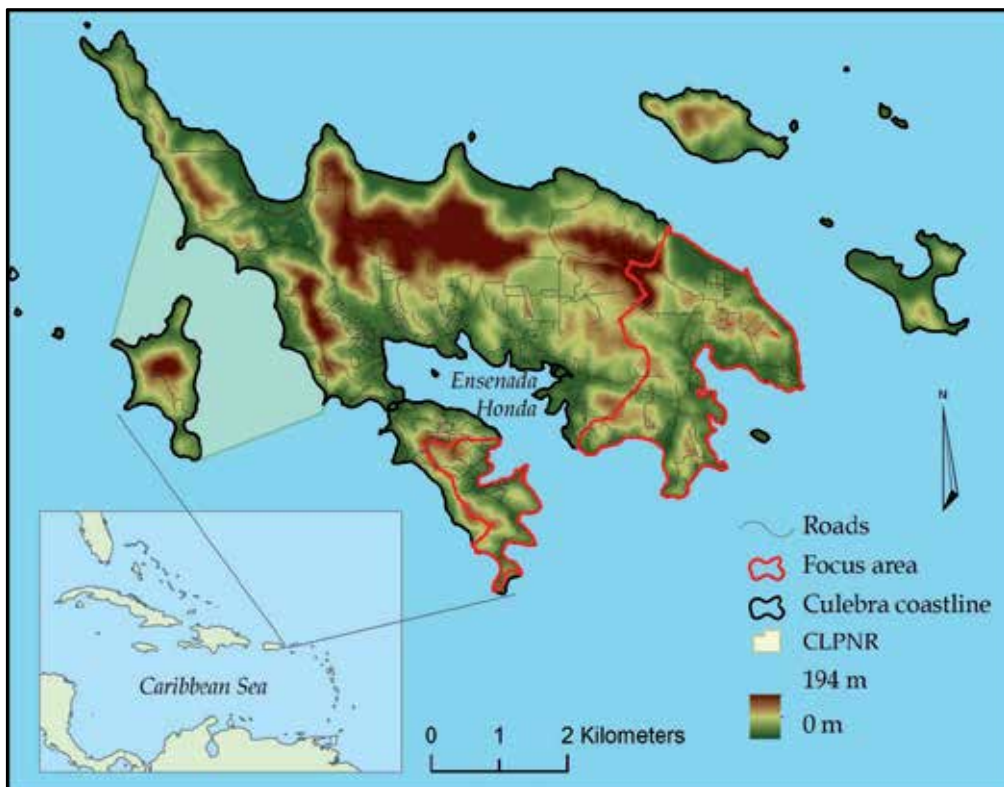 Ensenada
Honda
N
Roads
Focus area
Culebra coastline
CLPNR
194 m
0 m
Caribbean Sea
0 1 2 Kilometers